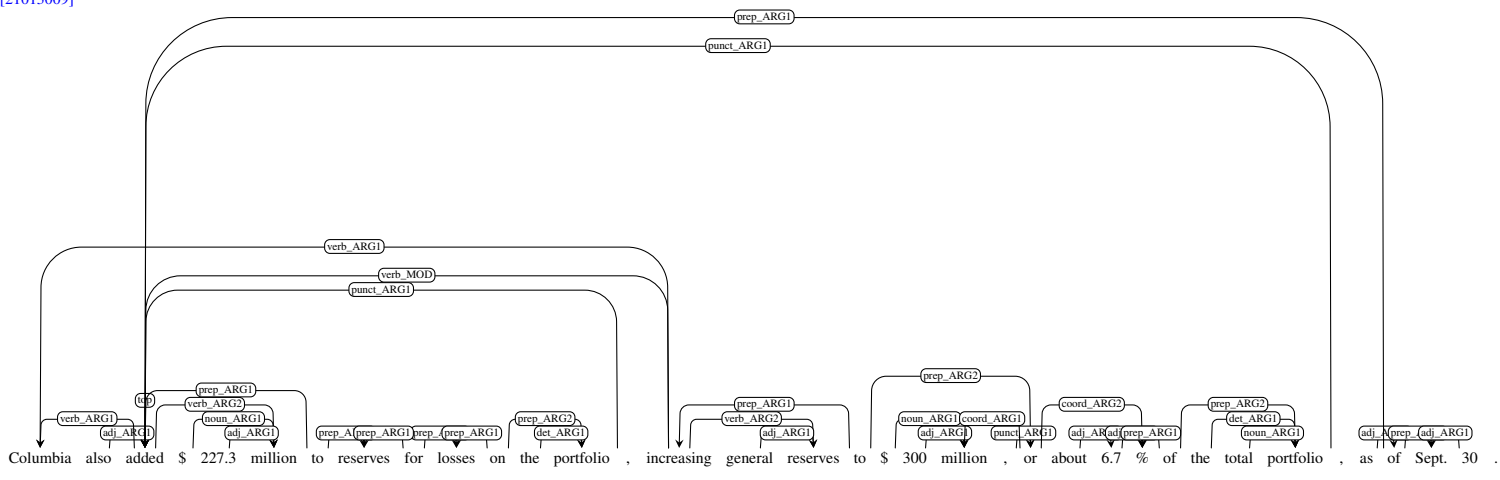 prep_ARG1
punct_ARG1
verb_ARG1
verb_MOD
punct_ARG1
prep_ARG2
prep_ARG1
top
verb_ARG2 prep_ARG1 coord_ARG2 prep_ARG2
verb_ARG1 noun_ARG1 prep_ARG2 verb_ARG2 noun_ARG1 coord_ARG1 det_ARG1
adj_ARG1 adj_ARG1 prep_ARG1 prep_ARG1 det_ARG1 adj_ARG1 adj_ARG1 punct_ARG1 prep_ARG1 noun_ARG1 adj_ARG1
Columbia also added $ 227.3 million to reserves for losses on the portfolio , increasing general reserves to $ 300 million , or about 6.7 % of the total portfolio , as of Sept. 30 .